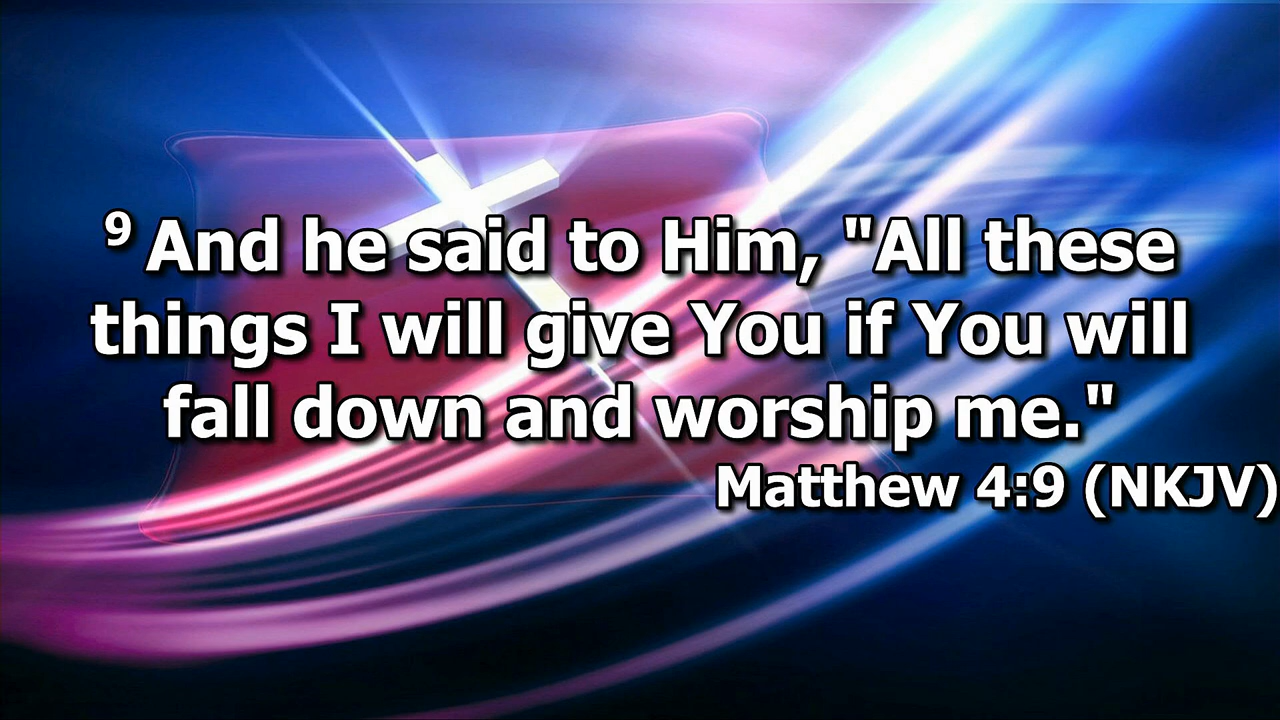 9 And he said to Him, "All these
things I will give You if You will
fall down and worship me."
Matthew 4:9 (NKJV)